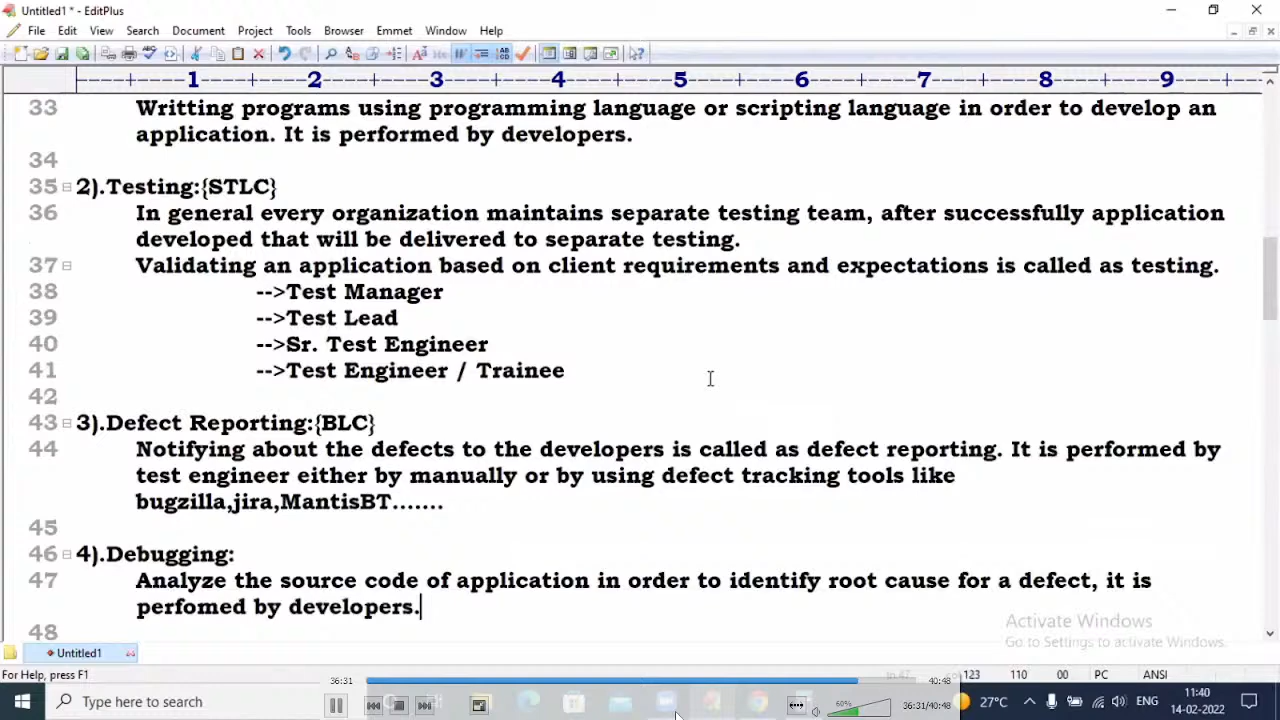 Untitled1 * - EditPlus
File Edit View Search Document Project Tools Browser Emmet Window Help
----+----1----+----2----+----3----+----4----+----5----+----6----+----7----+----8----+----9----+--
33 Writting programs using programming language or scripting language in order to develop an
application. It is performed by developers.
34
35 2).Testing:{STLC}
36 In general every organization maintains separate testing team, after successfully application
developed that will be delivered to separate testing.
37 Validating an application based on client requirements and expectations is called as testing.
38 -->Test Manager
39 -->Test Lead
40 -->Sr. Test Engineer
41 -->Test Engineer / Trainee
42
43 3).Defect Reporting:{BLC}
44 Notifying about the defects to the developers is called as defect reporting. It is performed by
test engineer either by manually or by using defect tracking tools like
bugzilla,jira,MantisBT.......
45
46 4).Debugging:
47 Analyze the source code of application in order to identify root cause for a defect, it is
perfomed by developers.
48
Activate Windows
Go to Settings to activate Windows.
Untitled1
For Help, press F1 123 110 00 PC ANSI
36:31 40:48
Type here to search 60% 36:31/40:48 27°C ENG 11:40
14-02-2022